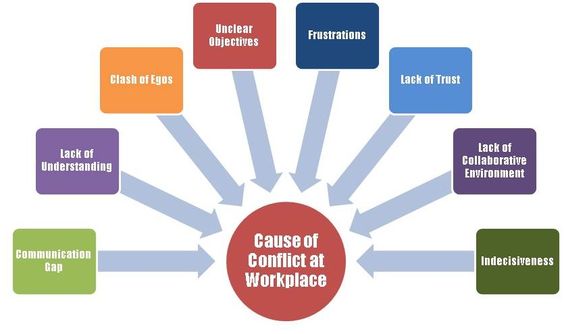 Unclear
Objectives
Frustrations
Clash of Egos
Lack of Trust
Lack of
Understanding
Lack of
Collaborative
Environment
Communication
Gap
Cause of
Conflict at
Workplace
Indecisiveness